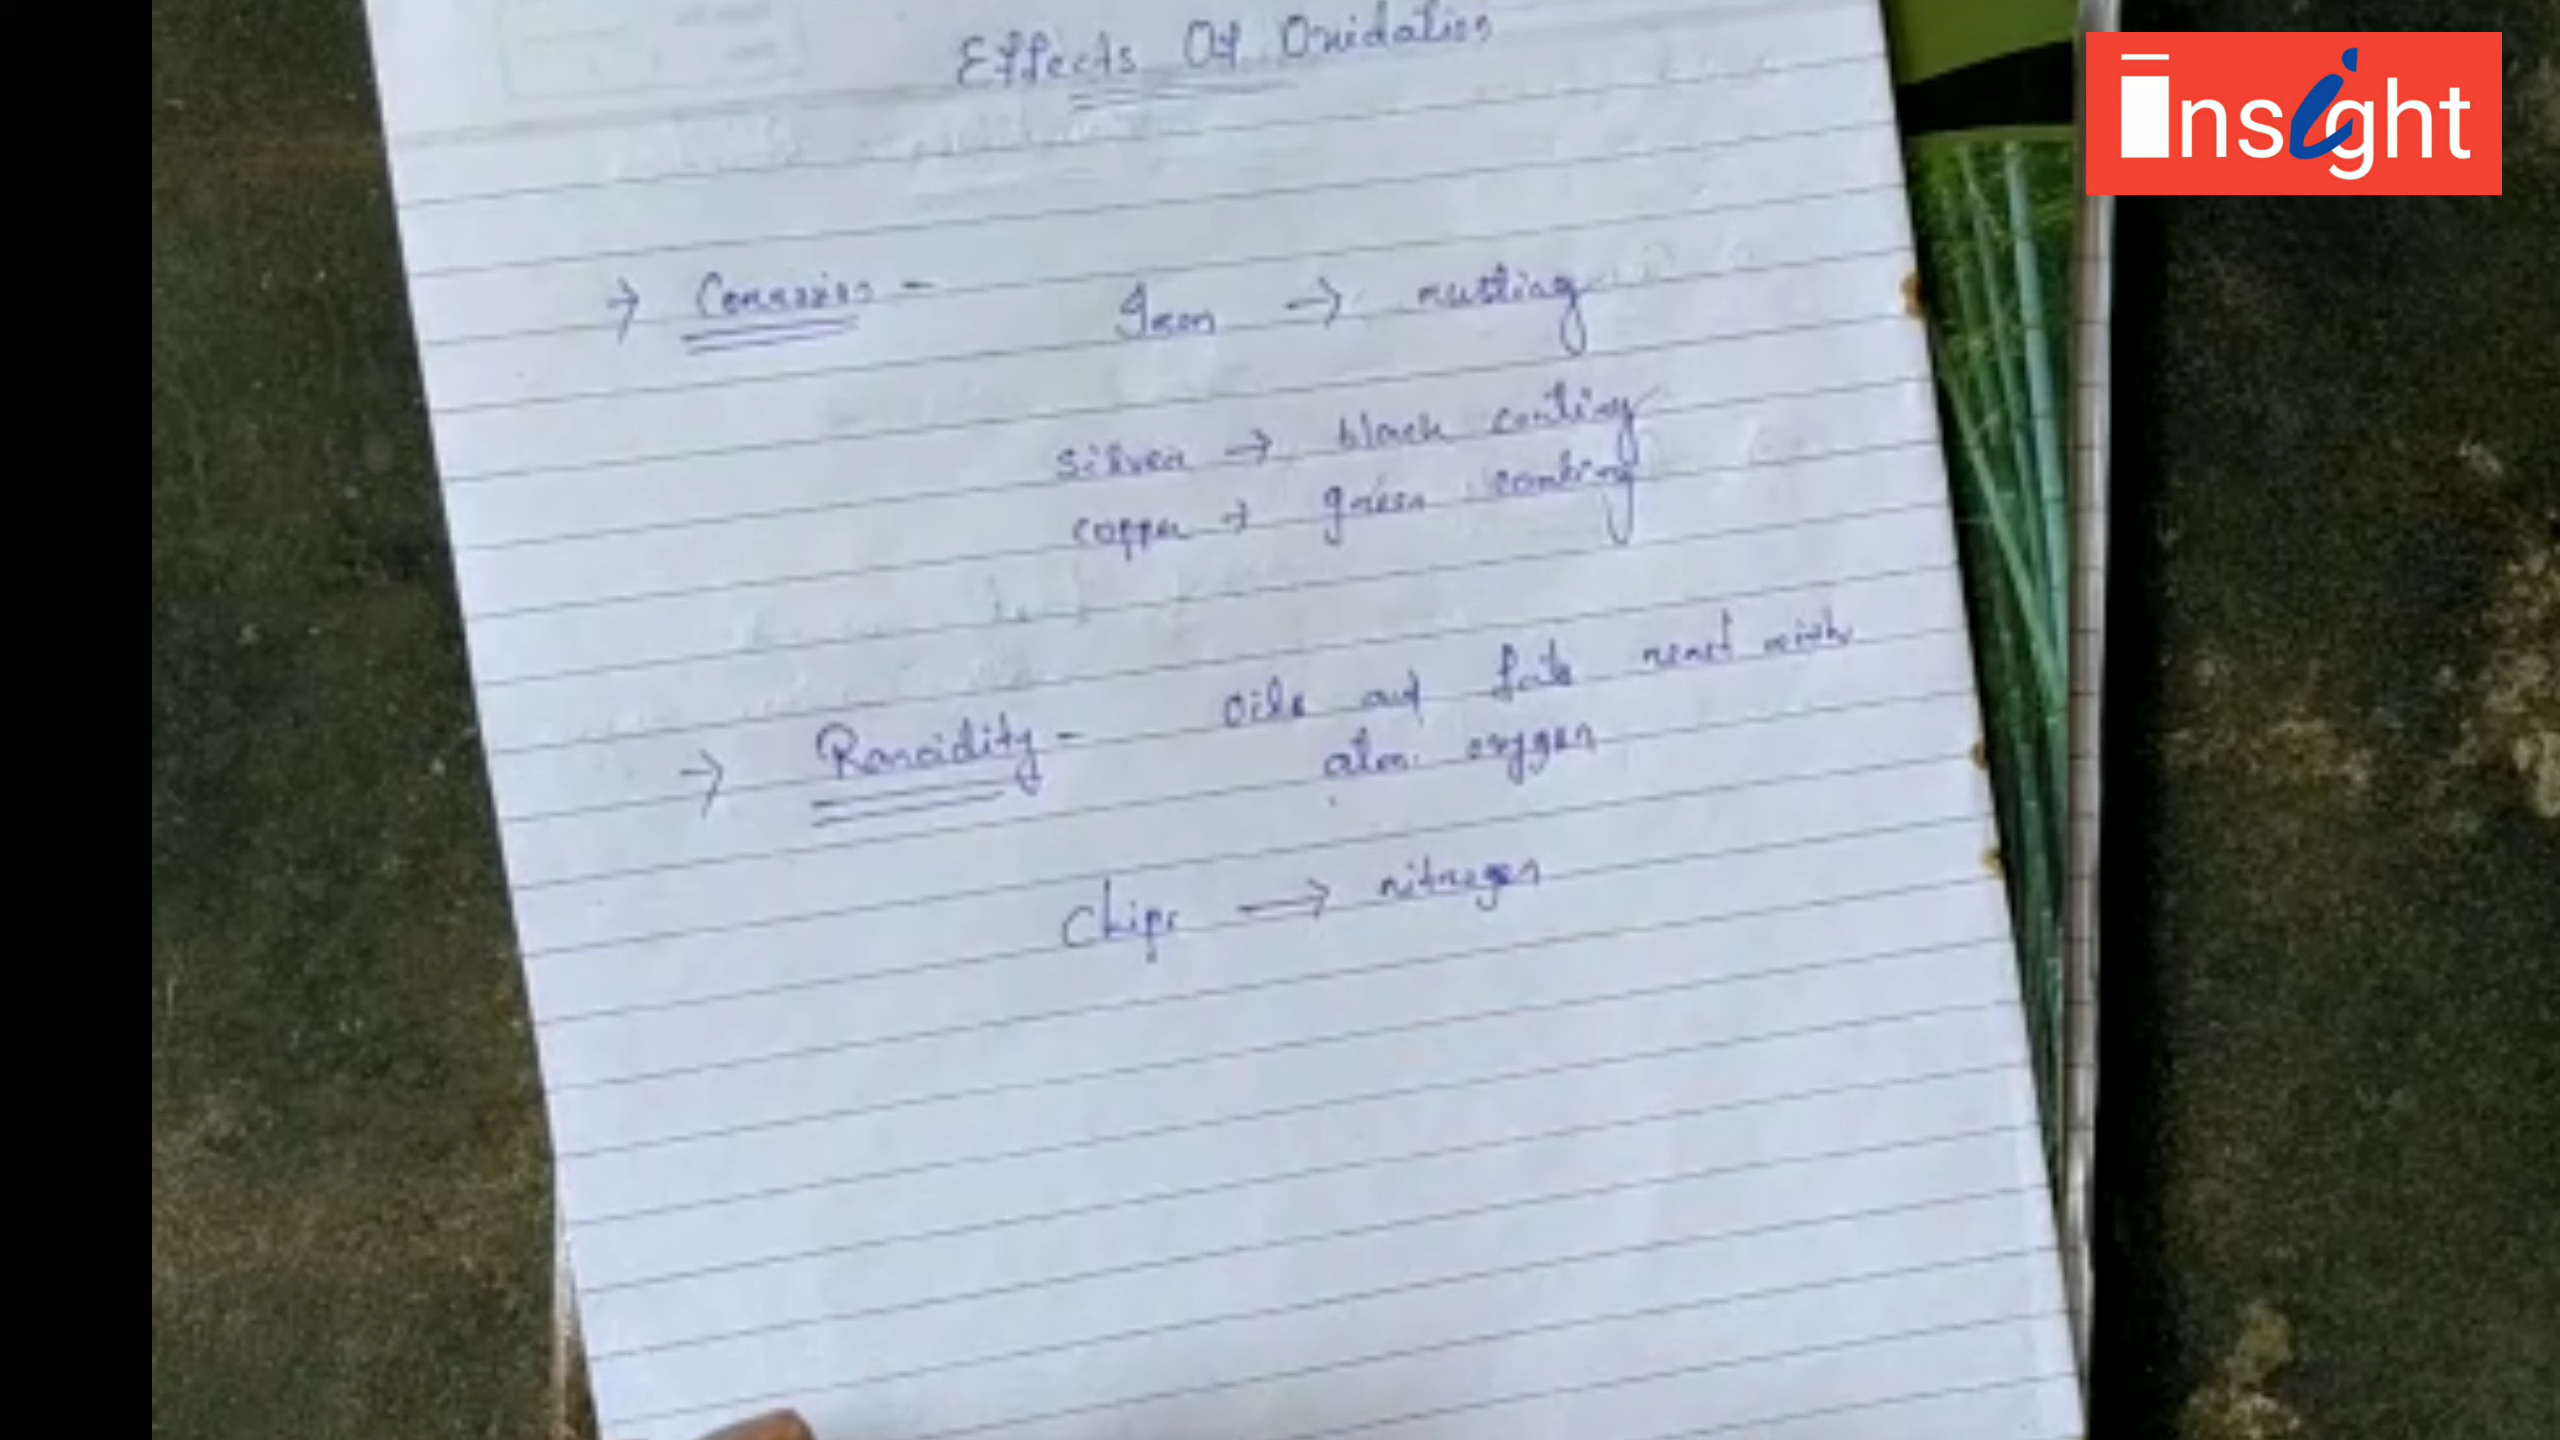 Effects Of Oxidation
Insight
→ Corrosion - Iron → rusting
silver → black coating
copper → green coating
→ Rancidity - oils and fats react with
atm. oxygen
Chips → nitrogen